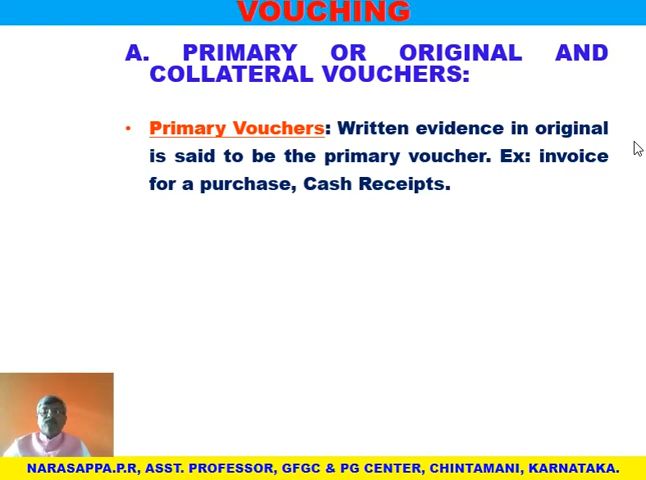 VOUCHING
A. PRIMARY OR ORIGINAL AND
COLLATERAL VOUCHERS:
• Primary Vouchers: Written evidence in original
is said to be the primary voucher. Ex: invoice
for a purchase, Cash Receipts.
NARASAPPA.P.R, ASST. PROFESSOR, GFGC & PG CENTER, CHINTAMANI, KARNATAKA.